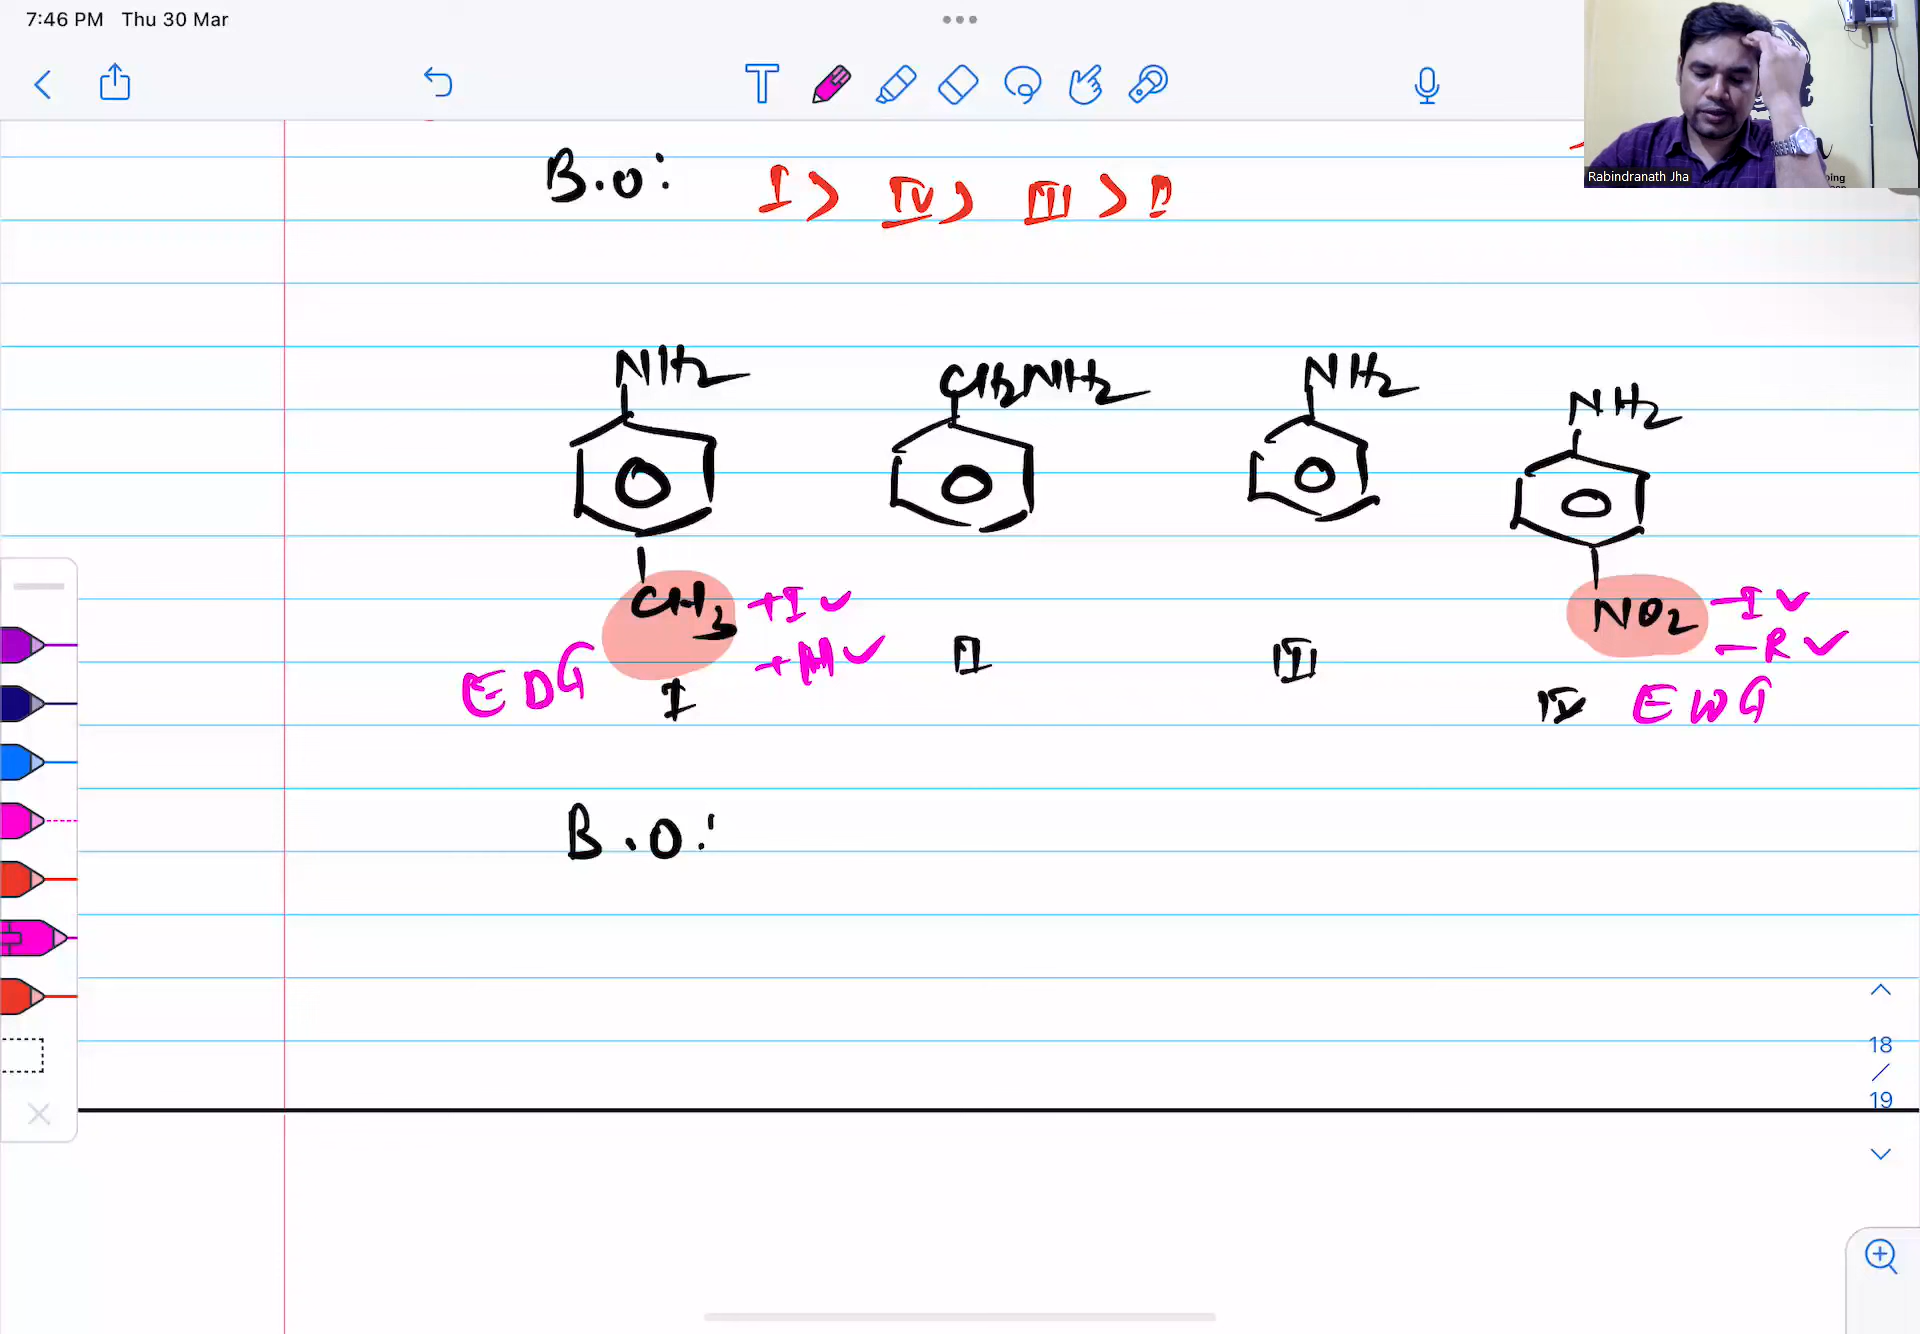 7:46 PM Thu 30 Mar
Rabindranath Jha
B.O: I > IV > III > II
NH2 CH2NH2 NH2 NH2
CH3 +I ✓ NO2 -I ✓
+H ✓ -R ✓
EDG I II III IV EWG
B.O:
18
/
19